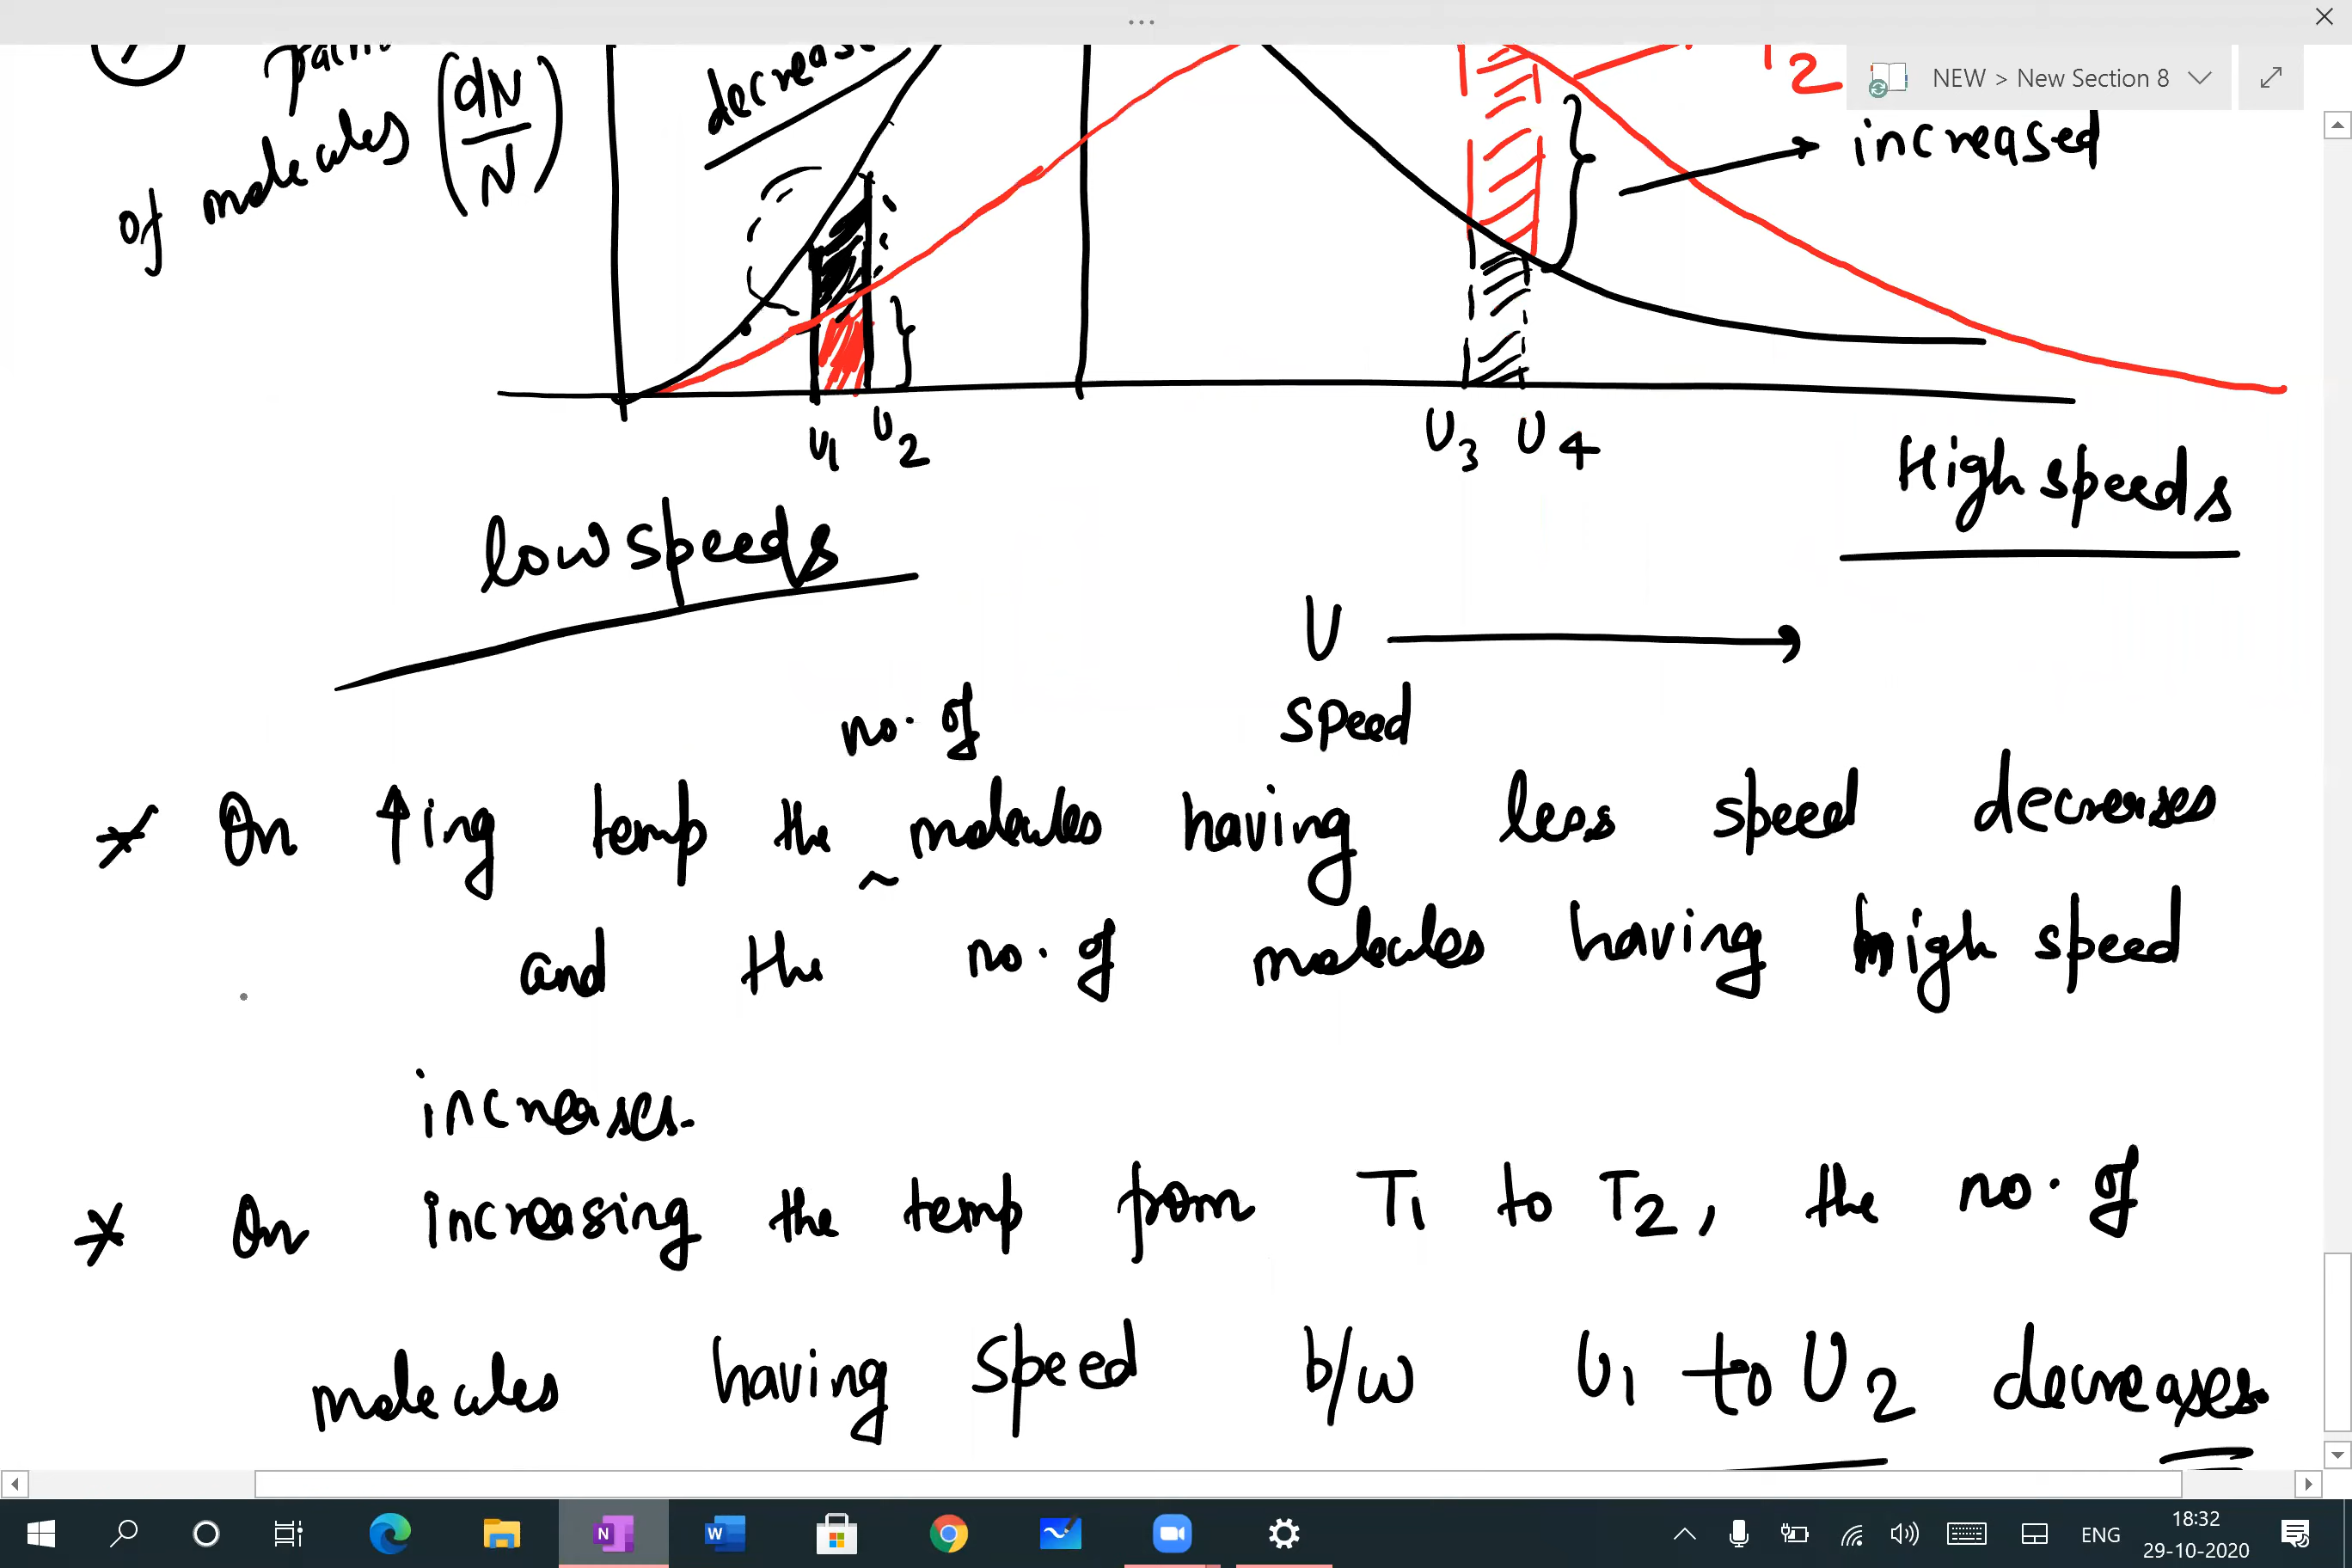 NEW > New Section 8
decrease
of molecules (dN/N)
T2
increased
U1 U2
U3 U4
High speeds
low speeds
U
speed
no. of
* On ↑ing temp the molecules having less speed decreases
and the no. of molecules having high speed
increases.
* On increasing the temp from T1 to T2, the no. of
molecules having speed b/w U1 to U2 decreases.
ENG
18:32
29-10-2020